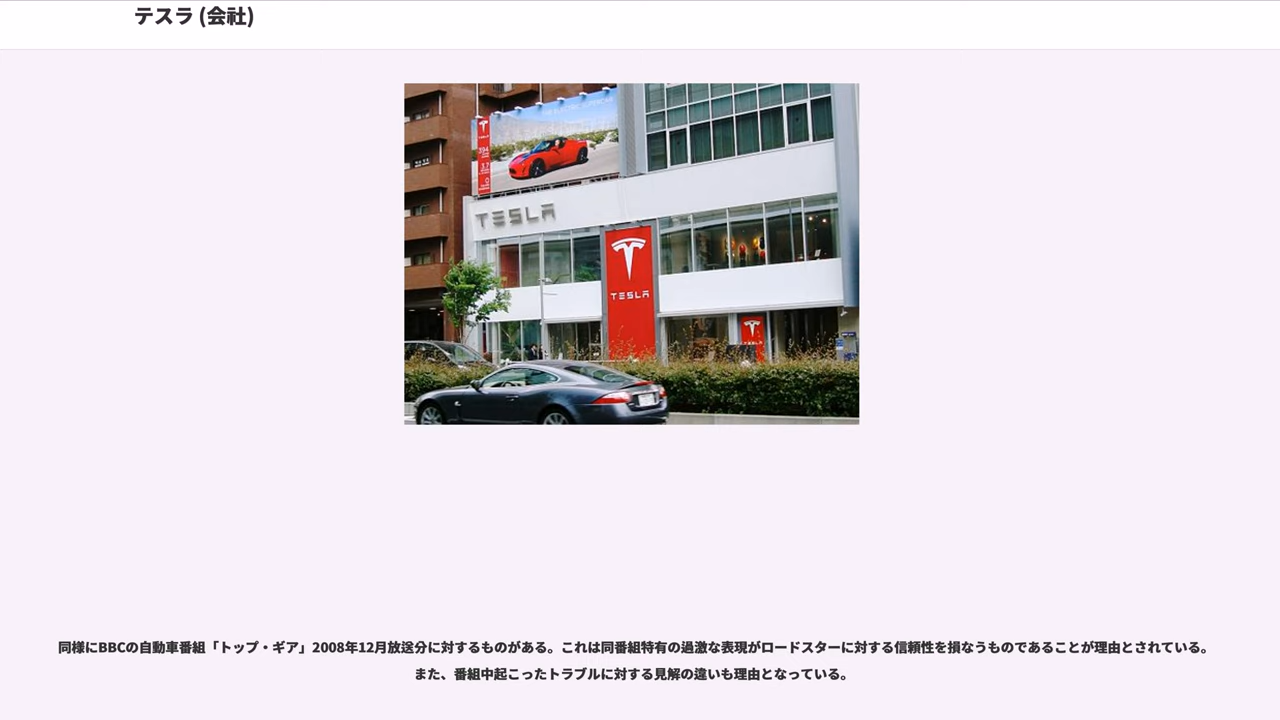 テスラ (会社)
TESLA
394
3.7
0
TESLA
TESLA
同様にBBCの自動車番組「トップ・ギア」2008年12月放送分に対するものがある。これは同番組特有の過激な表現がロードスターに対する信頼性を損なうものであることが理由とされている。
また、番組中起こったトラブルに対する見解の違いも理由となっている。